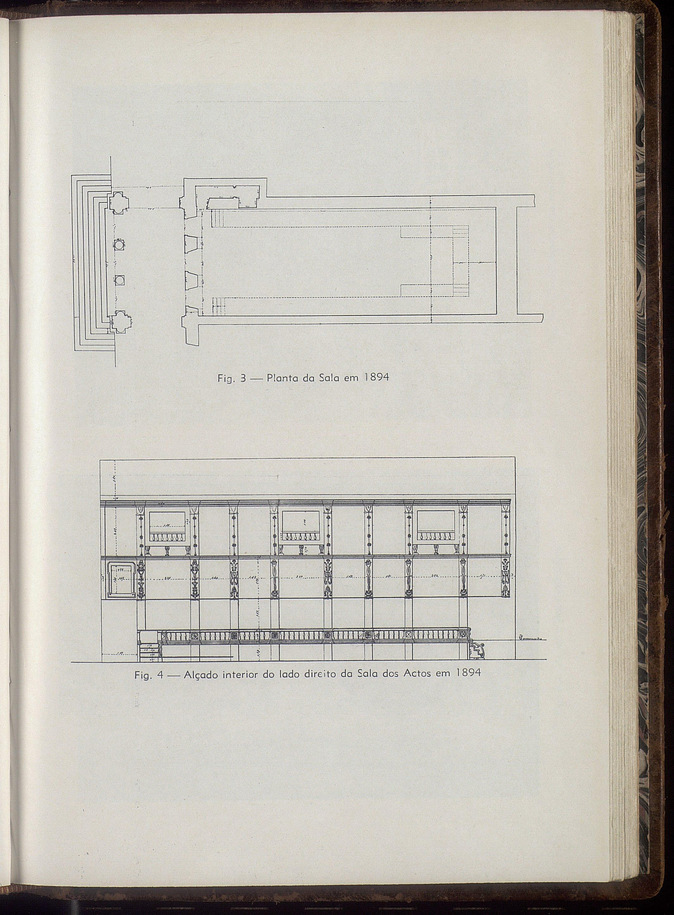 Fig. 3 — Planta da Sala em 1894
Fig. 4 — Alçado interior do lado direito da Sala dos Actos em 1894